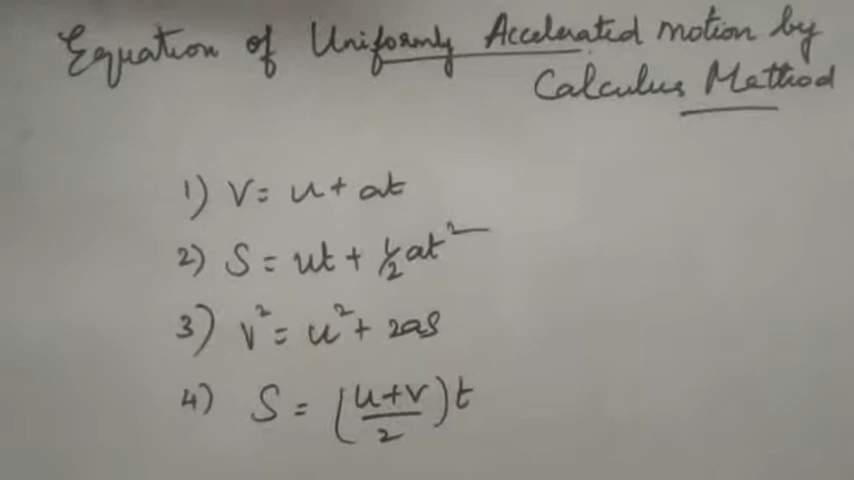 Equation of Uniformly Accelerated motion by
Calculus Method
1) V = u + at
2) S = ut + ½at²
3) V² = u² + 2aS
4) S = (u+v/2)t